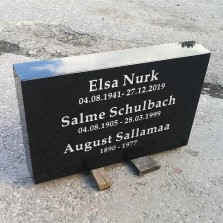 Elsa Nurk
04.08.1941- 27.12.2019
Salme Schulbach
04.08.1905 - 28.03.1999
August Sallamaa
1890 - 1977